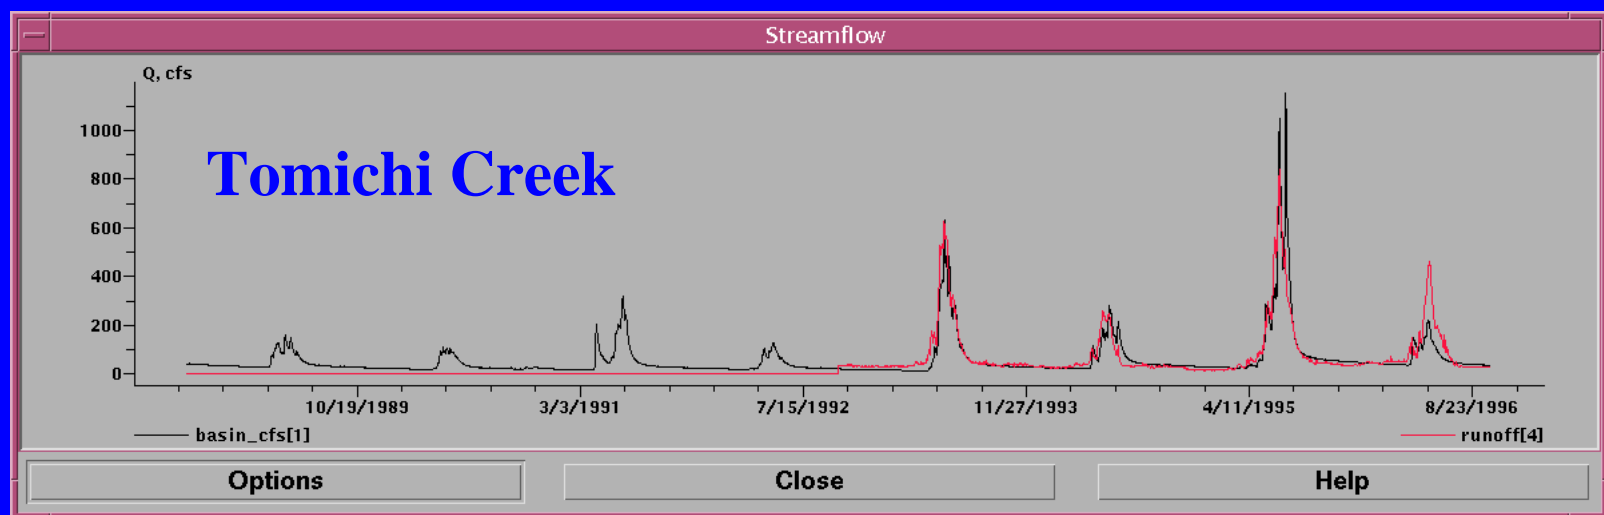 Streamflow
Q, cfs
1000
800
600
400
200
0
Tomichi Creek
10/19/1989 3/3/1991 7/15/1992 11/27/1993 4/11/1995 8/23/1996
basin_cfs[1] runoff[4]
Options Close Help